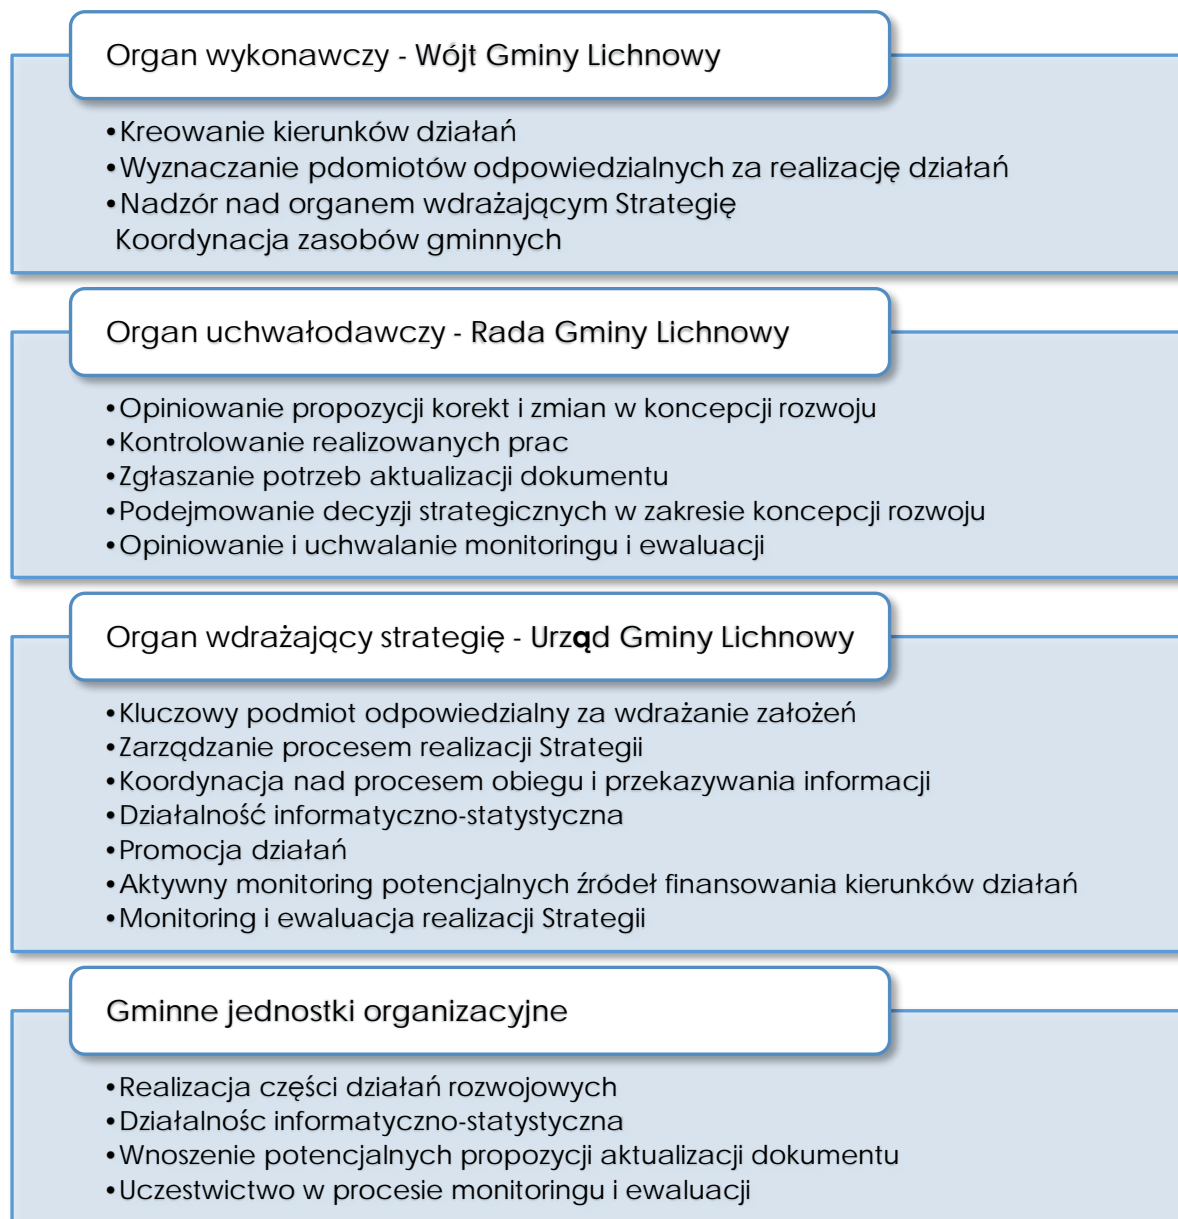 Organ wykonawczy - Wójt Gminy Lichnowy
•Kreowanie kierunków działań
•Wyznaczanie pdomiotów odpowiedzialnych za realizację działań
•Nadzór nad organem wdrażającym Strategię
Koordynacja zasobów gminnych
Organ uchwałodawczy - Rada Gminy Lichnowy
•Opiniowanie propozycji korekt i zmian w koncepcji rozwoju
•Kontrolowanie realizowanych prac
•Zgłaszanie potrzeb aktualizacji dokumentu
•Podejmowanie decyzji strategicznych w zakresie koncepcji rozwoju
•Opiniowanie i uchwalanie monitoringu i ewaluacji
Organ wdrażający strategię - Urząd Gminy Lichnowy
•Kluczowy podmiot odpowiedzialny za wdrażanie założeń
•Zarządzanie procesem realizacji Strategii
•Koordynacja nad procesem obiegu i przekazywania informacji
•Działalność informatyczno-statystyczna
•Promocja działań
•Aktywny monitoring potencjalnych źródeł finansowania kierunków działań
•Monitoring i ewaluacja realizacji Strategii
Gminne jednostki organizacyjne
•Realizacja części działań rozwojowych
•Działalnośc informatyczno-statystyczna
•Wnoszenie potencjalnych propozycji aktualizacji dokumentu
•Uczestwictwo w procesie monitoringu i ewaluacji